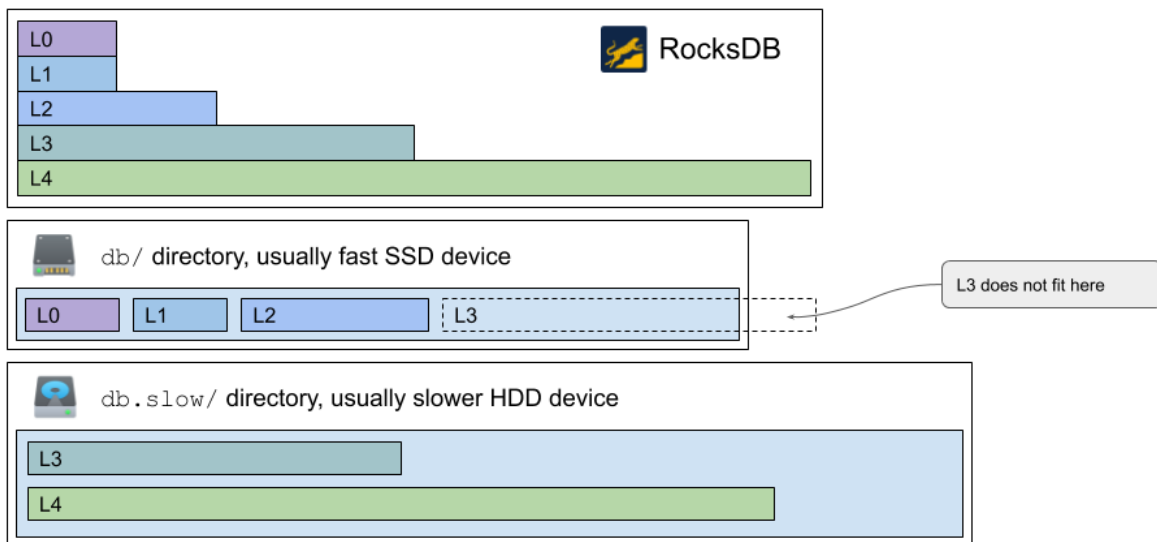 L0
RocksDB
L1
L2
L3
L4
db/ directory, usually fast SSD device
L3 does not fit here
L0 L1 L2 L3
db.slow/ directory, usually slower HDD device
L3
L4